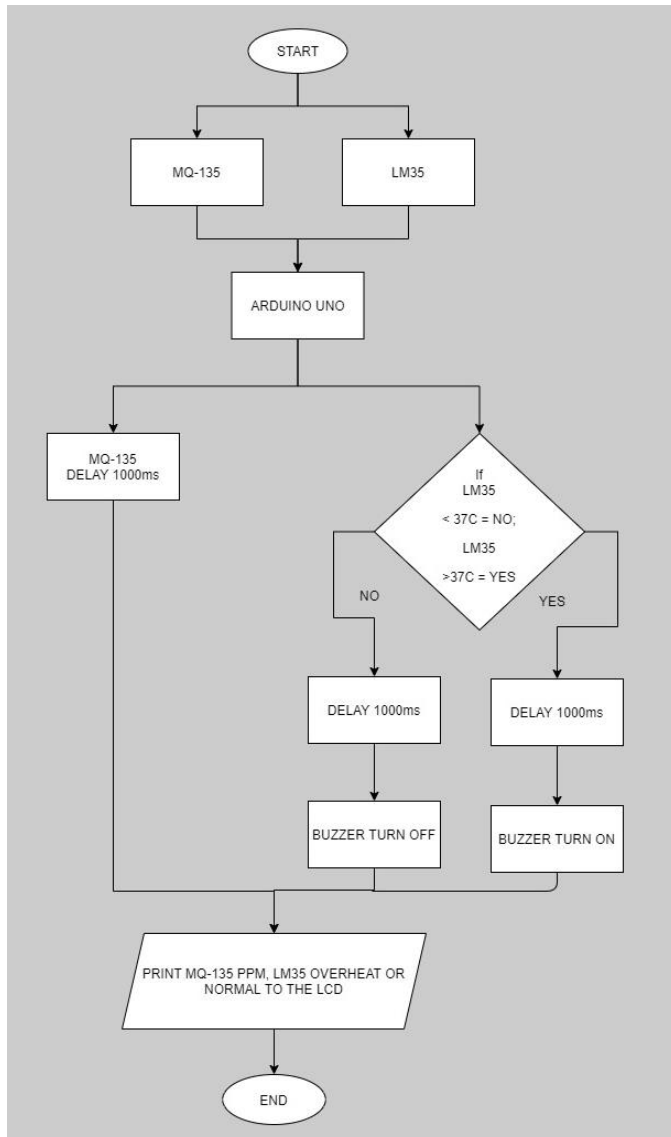 START
MQ-135
LM35
ARDUINO UNO
MQ-135
DELAY 1000ms
If
LM35
< 37C = NO;
LM35
>37C = YES
NO
YES
DELAY 1000ms
DELAY 1000ms
BUZZER TURN OFF
BUZZER TURN ON
PRINT MQ-135 PPM, LM35 OVERHEAT OR
NORMAL TO THE LCD
END